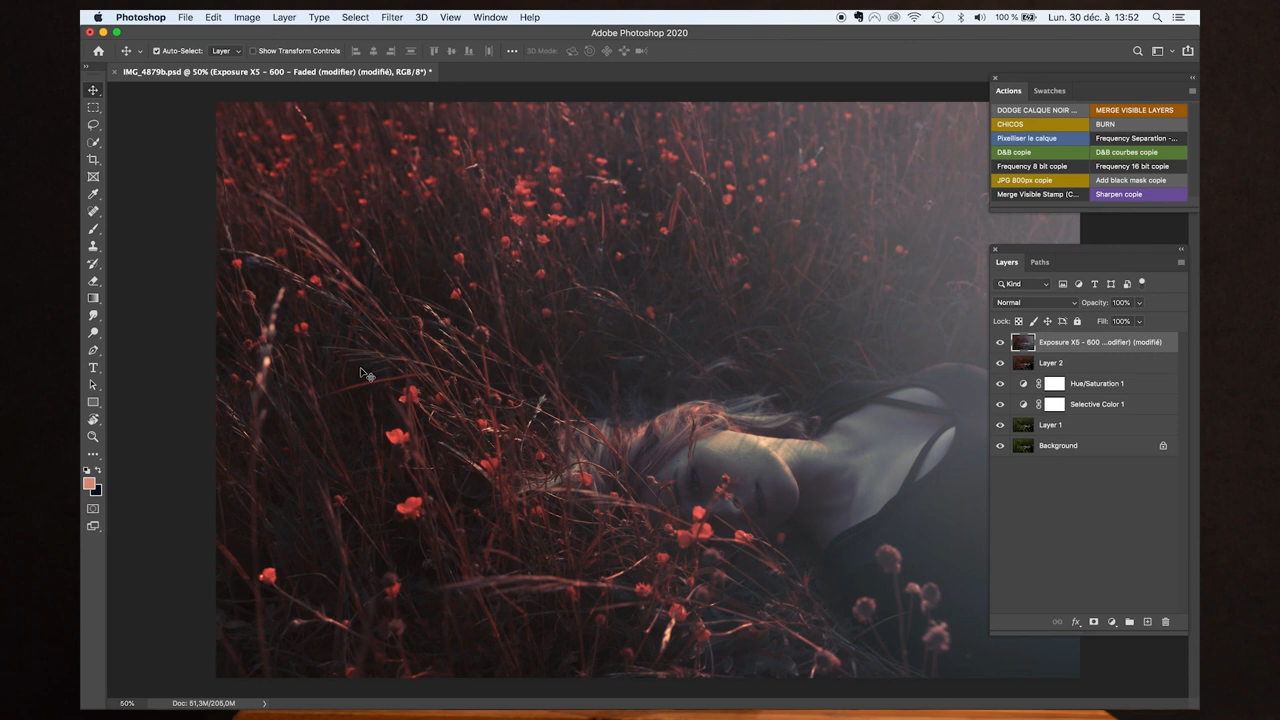 Photoshop File Edit Image Layer Type Select Filter 3D View Window Help 100 % Lun. 30 déc. à 13:52
Adobe Photoshop 2020
Auto-Select: Layer Show Transform Controls 3D Mode:
IMG_4879b.psd @ 50% (Exposure X5 - 600 - Faded (modifier) (modifié), RGB/8*) *
Actions Swatches
DODGE CALQUE NOIR ... MERGE VISIBLE LAYERS
CHICOS BURN
Pixelliser le calque Frequency Separation -...
D&B copie D&B courbes copie
Frequency 8 bit copie Frequency 16 bit copie
JPG 800px copie Add black mask copie
Merge Visible Stamp (C... Sharpen copie
Layers Paths
Kind
Normal Opacity: 100%
Lock: Fill: 100%
Exposure X5 - 600 ...odifier) (modifié)
Layer 2
Hue/Saturation 1
Selective Color 1
Layer 1
Background
fx
50% Doc: 51,3M/205,0M